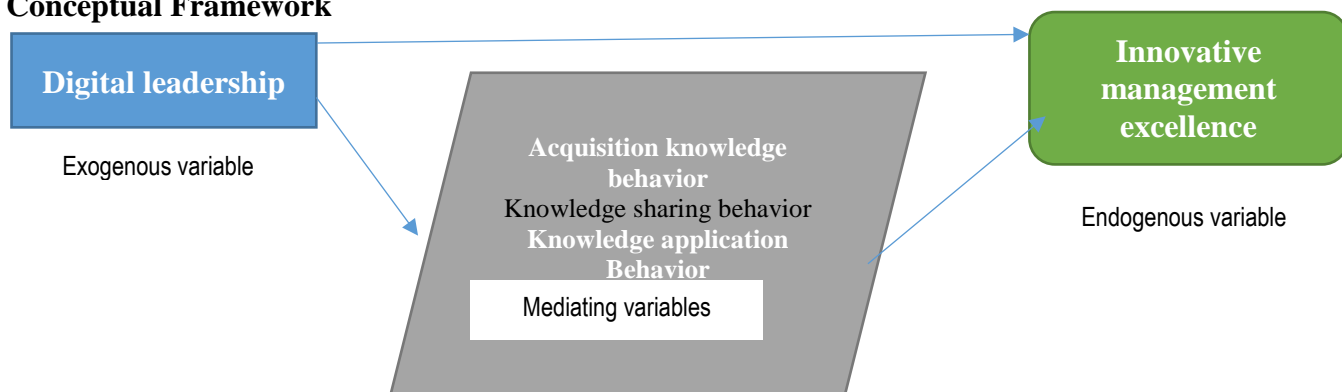 Conceptual Framework
Digital leadership
Exogenous variable
Acquisition knowledge
behavior
Knowledge sharing behavior
Knowledge application
Behavior
Mediating variables
Innovative
management
excellence
Endogenous variable